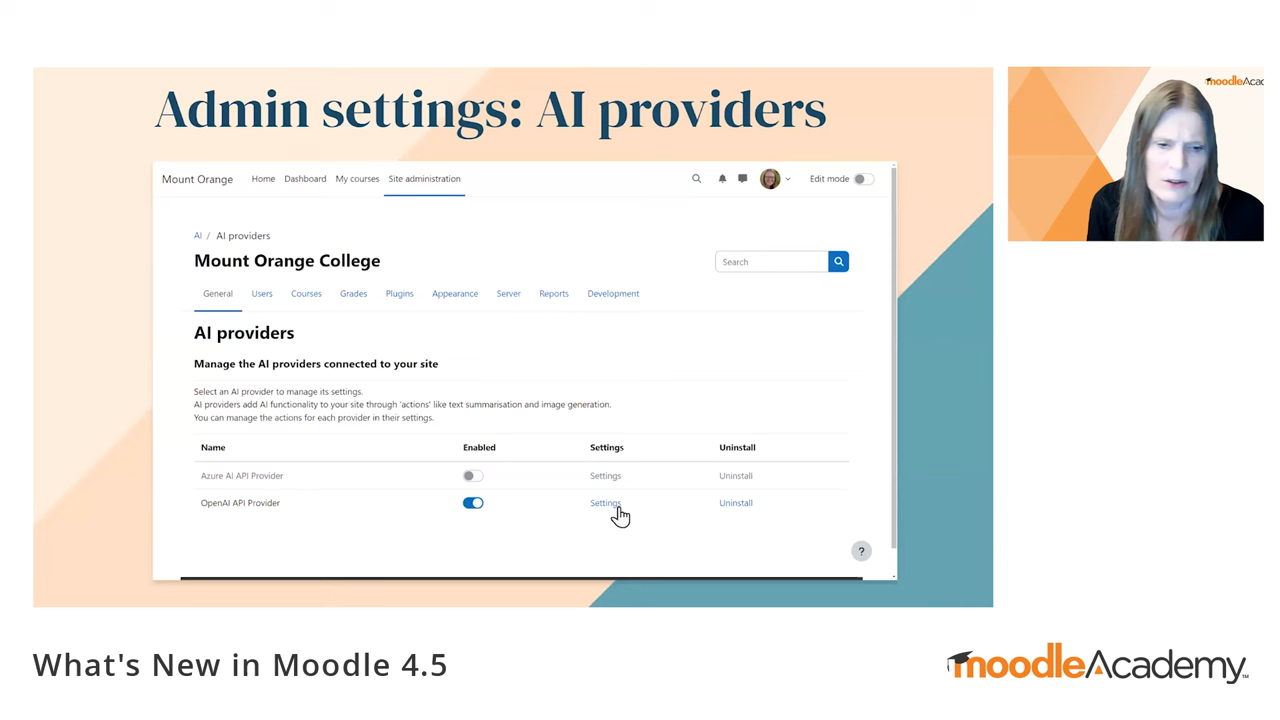 Admin settings: AI providers
moodleAcad
Mount Orange Home Dashboard My courses Site administration Edit mode
AI / AI providers
Mount Orange College
Search
General Users Courses Grades Plugins Appearance Server Reports Development
AI providers
Manage the AI providers connected to your site
Select an AI provider to manage its settings.
AI providers add AI functionality to your site through 'actions' like text summarisation and image generation.
You can manage the actions for each provider in their settings.
Name Enabled Settings Uninstall
Azure AI API Provider Settings Uninstall
OpenAI API Provider Settings Uninstall
?
What's New in Moodle 4.5
moodleAcademy™